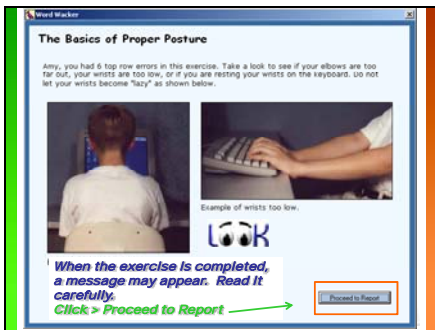 Word Wacker
The Basics of Proper Posture
Amy, you had 6 top row errors in this exercise. Take a look to see if your elbows are too
far out, your wrists are too low, or if you are resting your wrists on the keyboard. Do not
let your wrists become "lazy" as shown
below.
Example of wrists too low.
LOOK
When the exercise is completed,
a message may appear. Read it
carefully.
Click > Proceed to Report
Proceed to Report